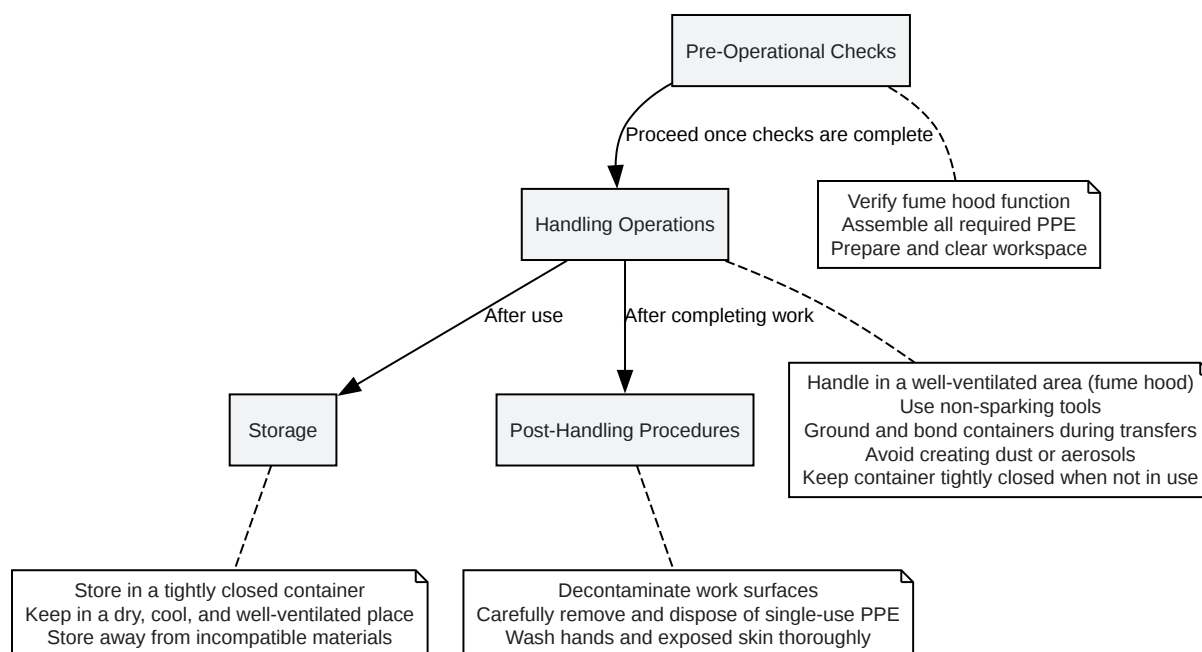 Pre-Operational Checks
Proceed once checks are complete
Verify fume hood function
Assemble all required PPE
Prepare and clear workspace
Handling Operations
After use
After completing work
Handle in a well-ventilated area (fume hood)
Use non-sparking tools
Ground and bond containers during transfers
Avoid creating dust or aerosols
Keep container tightly closed when not in use
Storage
Post-Handling Procedures
Store in a tightly closed container
Keep in a dry, cool, and well-ventilated place
Store away from incompatible materials
Decontaminate work surfaces
Carefully remove and dispose of single-use PPE
Wash hands and exposed skin thoroughly